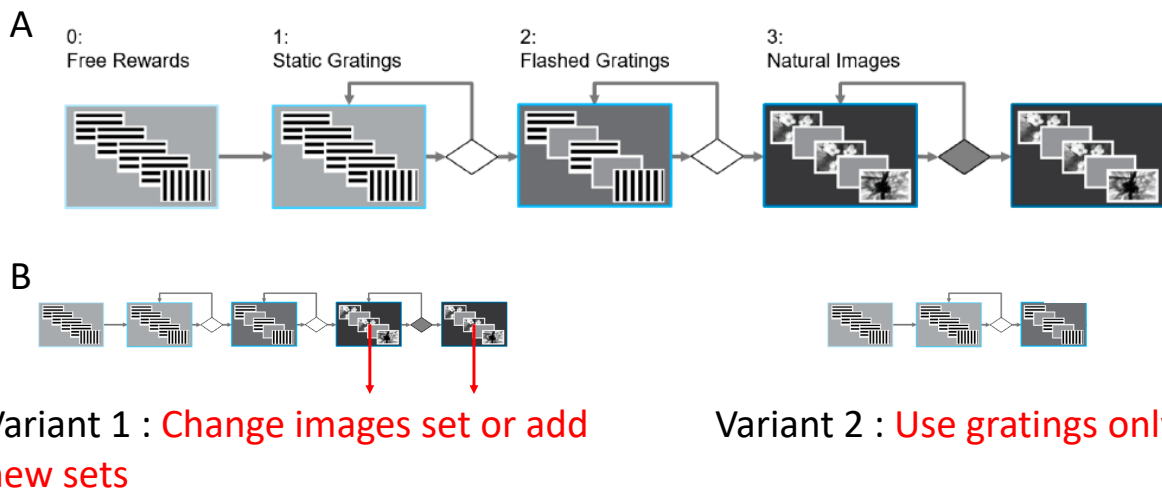 A
0:
Free Rewards
1:
Static Gratings
2:
Flashed Gratings
3:
Natural Images
B
Variant 1 : Change images set or add
new sets
Variant 2 : Use gratings only